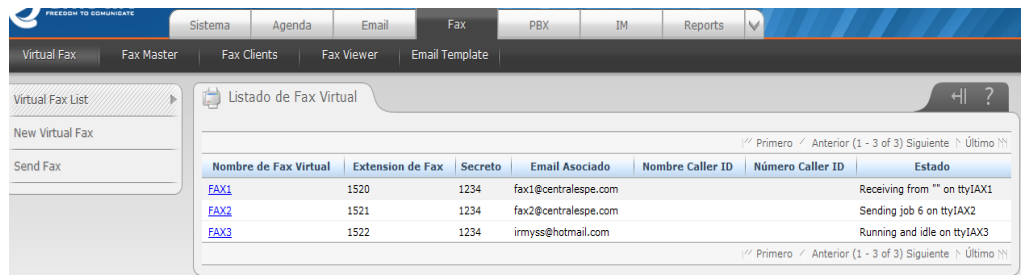 FREEDOM TO COMMUNICATE
Sistema Agenda Email Fax PBX IM Reports
Virtual Fax Fax Master Fax Clients Fax Viewer Email Template
Virtual Fax List
New Virtual Fax
Send Fax
Listado de Fax Virtual
?
Primero Anterior (1 - 3 of 3) Siguiente Último
Nombre de Fax Virtual Extension de Fax Secreto Email Asociado Nombre Caller ID Número Caller ID Estado
FAX1 1520 1234 fax1@centralespe.com Receiving from "" on ttyIAX1
FAX2 1521 1234 fax2@centralespe.com Sending job 6 on ttyIAX2
FAX3 1522 1234 irmyss@hotmail.com Running and idle on ttyIAX3
Primero Anterior (1 - 3 of 3) Siguiente Último